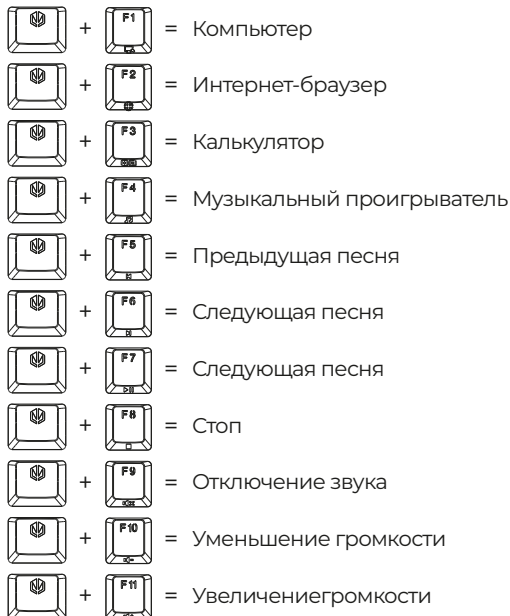 + F1 = Компьютер
+ F2 = Интернет-браузер
+ F3 = Калькулятор
+ F4 = Музыкальный проигрыватель
+ F5 = Предыдущая песня
+ F6 = Следующая песня
+ F7 = Следующая песня
+ F8 = Стоп
+ F9 = Отключение звука
+ F10 = Уменьшение громкости
+ F11 = Увеличениегромкости